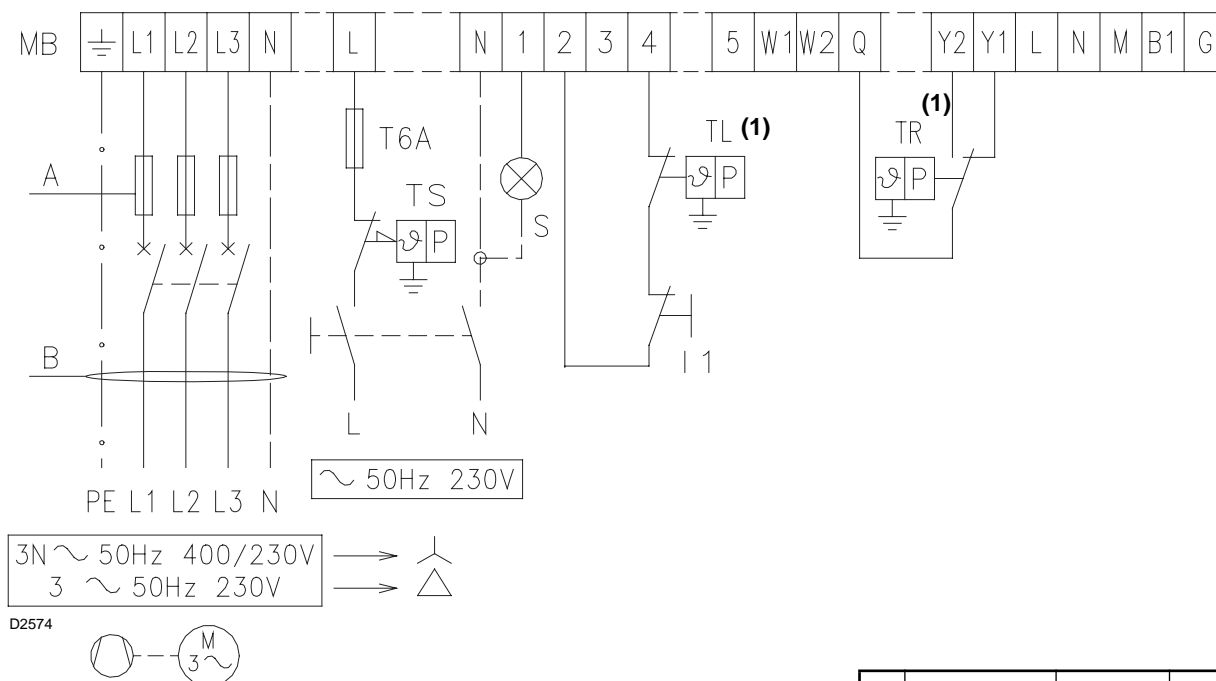 MB L1 L2 L3 N L N 1 2 3 4 5 W1 W2 Q Y2 Y1 L N M B1 G
T6A
TL (1)
TR (1)
ϑ P
ϑ P
A
TS
ϑ P
S
B
I1
L N
~ 50Hz 230V
PE L1 L2 L3 N
3N ~ 50Hz 400/230V
3 ~ 50Hz 230V
D2574
M
3~